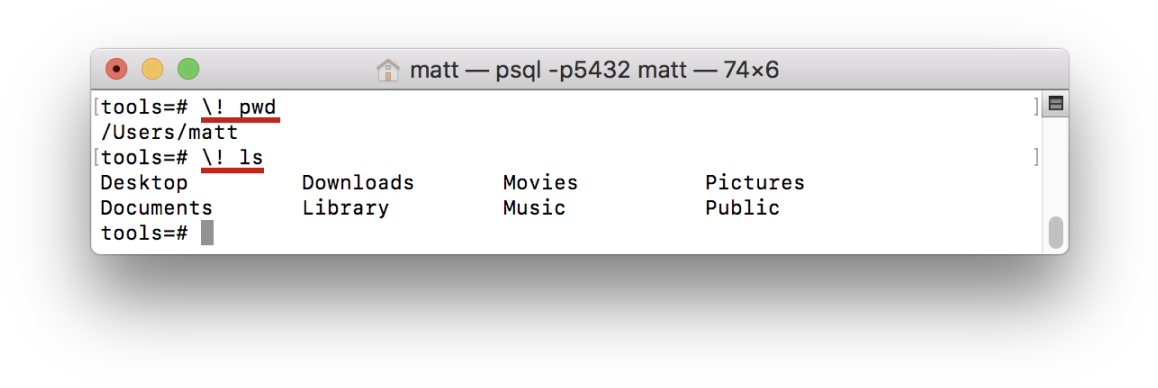 matt — psql -p5432 matt — 74×6
[tools=# \! pwd ]
/Users/matt
[tools=# \! ls ]
Desktop Downloads Movies Pictures
Documents Library Music Public
tools=#